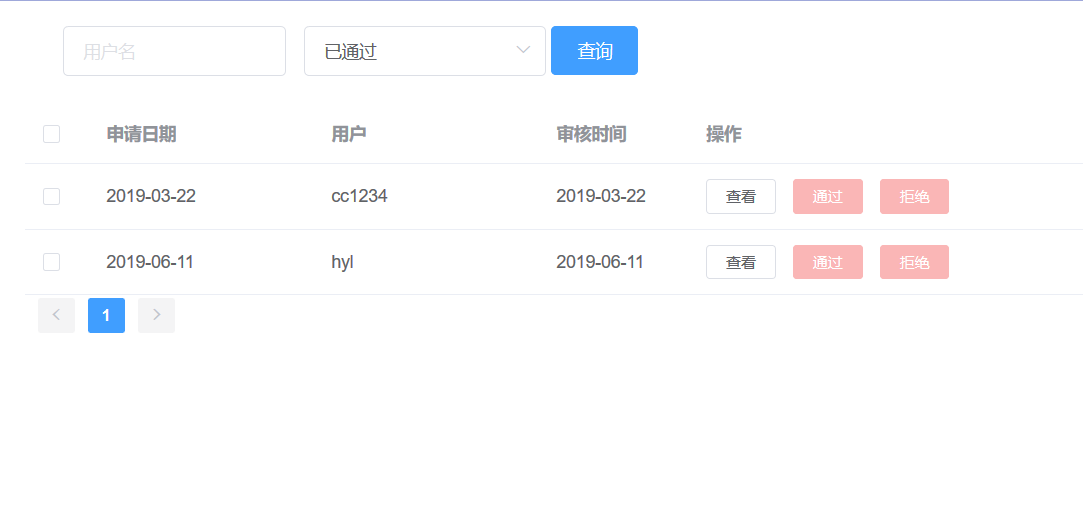 用户名 已通过 查询
申请日期 用户 审核时间 操作
2019-03-22 cc1234 2019-03-22 查看 通过 拒绝
2019-06-11 hyl 2019-06-11 查看 通过 拒绝
1